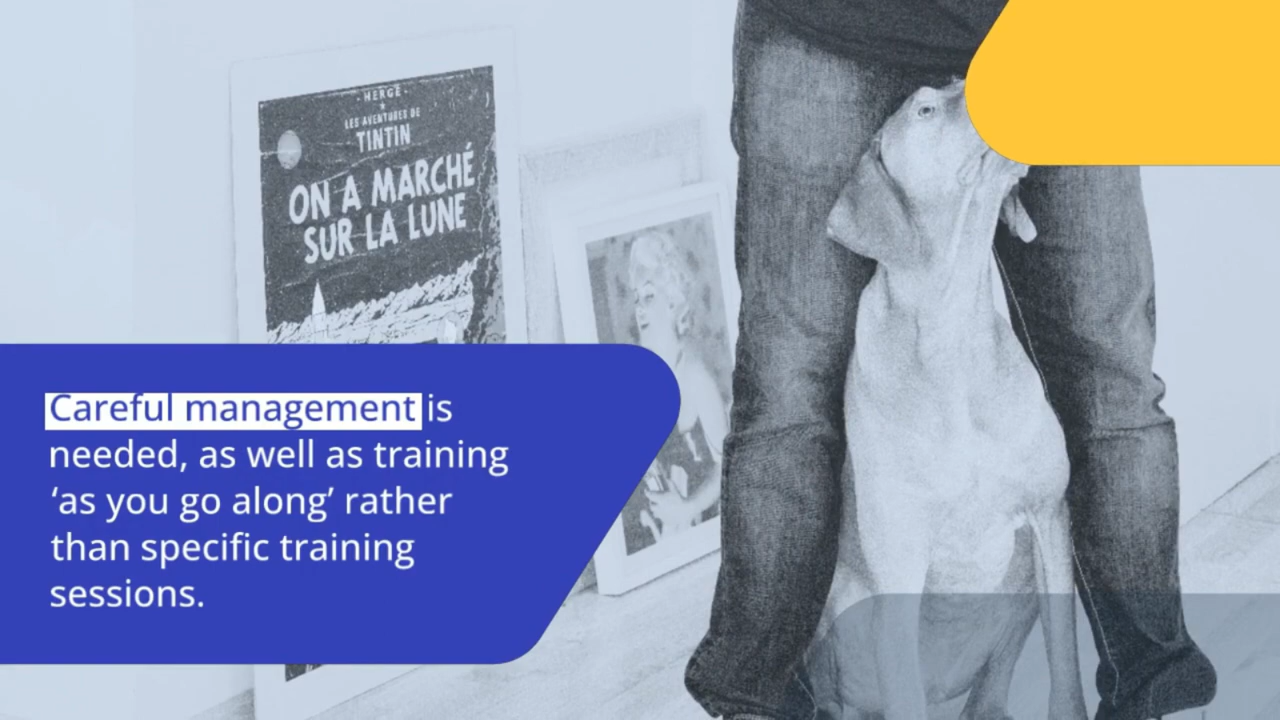 · HERGÉ ·
LES AVENTURES DE
TINTIN
ON A MARCHÉ
SUR LA LUNE
Careful management is
needed, as well as training
‘as you go along’ rather
than specific training
sessions.